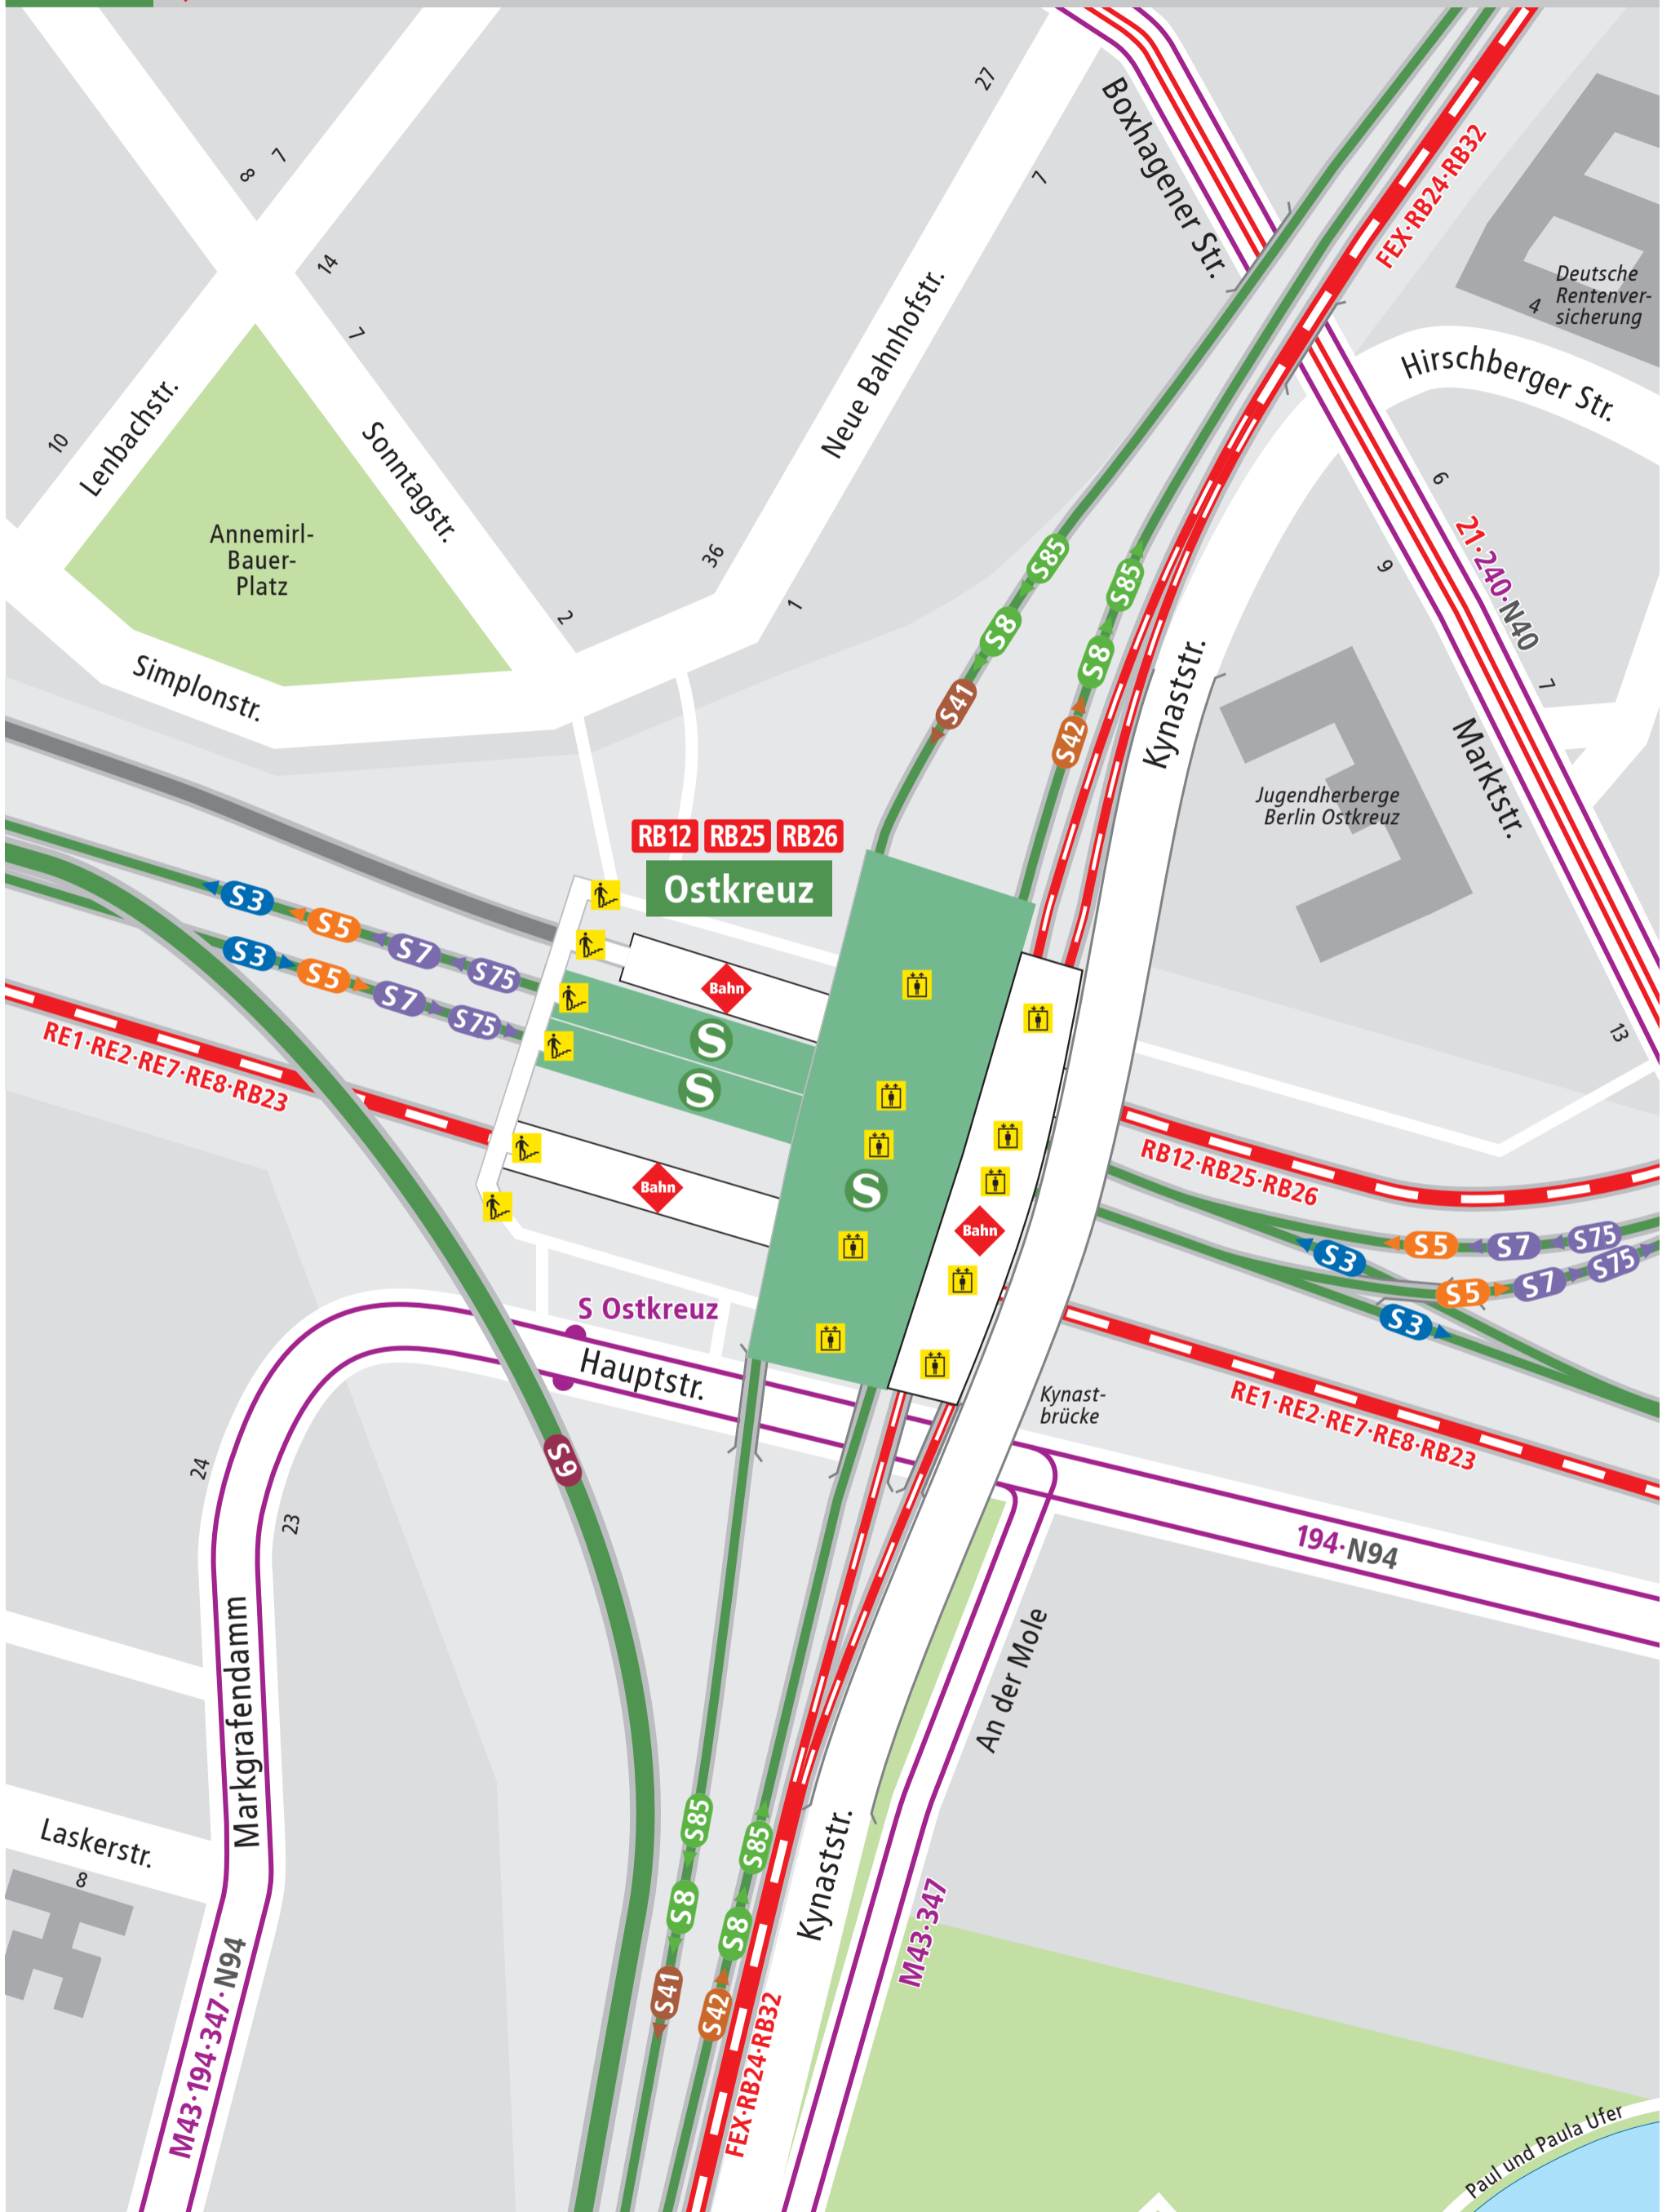 27
Boxhagener Str.
7
8
7
14
7
FEX·RB24·RB32
Deutsche
Rentenver-
sicherung
4
Hirschberger Str.
Neue Bahnhofstr.
10
Lenbachstr.
Sonntagstr.
Annemirl-
Bauer-
Platz
36
1
2
Simplonstr.
6
9
21·240·N40
7
Marktstr.
13
S85
S8
S41
S85
S8
S42
Kynaststr.
Jugendherberge
Berlin Ostkreuz
RB12 RB25 RB26
Ostkreuz
S3
S5
S7
S75
S3
S5
S7
S75
RE1·RE2·RE7·RE8·RB23
Bahn
S
S
Bahn
S
Bahn
RB12·RB25·RB26
S3
S5
S7
S75
S5
S7
S75
S3
RE1·RE2·RE7·RE8·RB23
S Ostkreuz
Hauptstr.
Kynast-
brücke
S9
24
23
194·N94
An der Mole
Markgrafendamm
Laskerstr.
8
S85
S8
S41
S85
S8
S42
Kynaststr.
M43·347
M43·194·347·N94
FEX·RB24·RB32
Paul und Paula Ufer